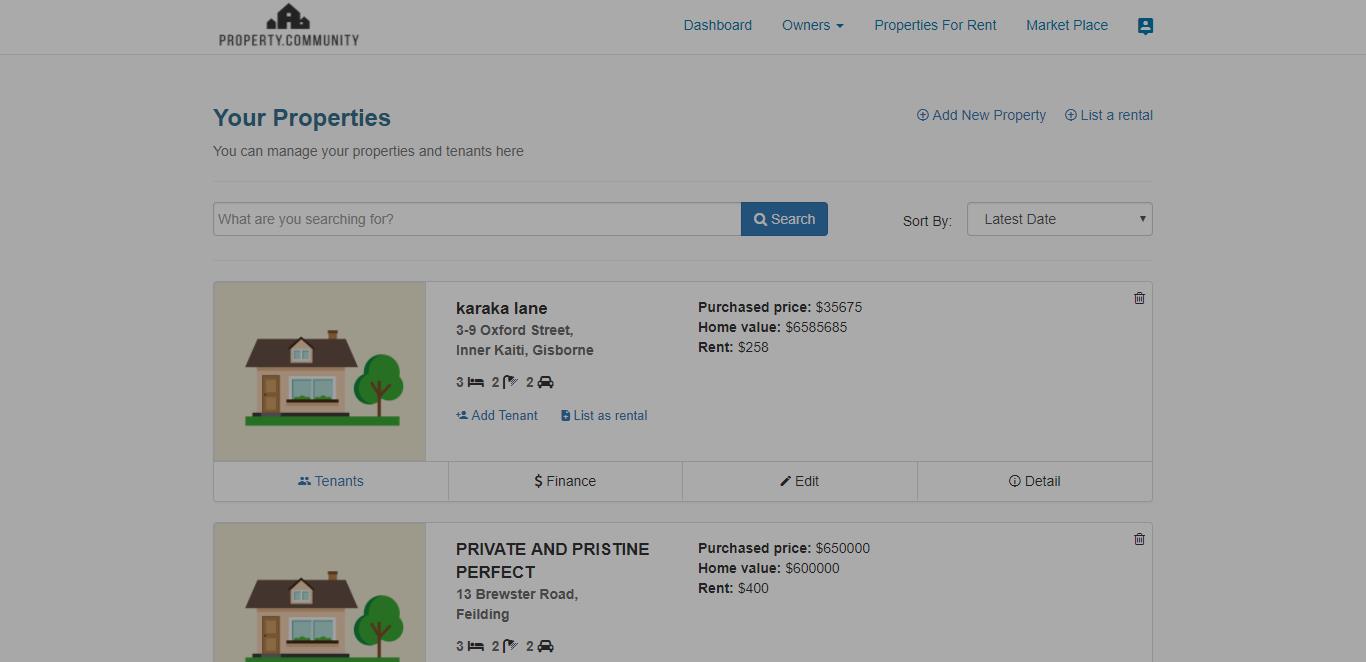 PROPERTY.COMMUNITY
Dashboard Owners Properties For Rent Market Place
Your Properties
Add New Property List a rental
You can manage your properties and tenants here
What are you searching for? Search Sort By: Latest Date
karaka lane
3-9 Oxford Street,
Inner Kaiti, Gisborne
3 2 2
Add Tenant List as rental
Purchased price: $35675
Home value: $6585685
Rent: $258
Tenants $ Finance Edit Detail
PRIVATE AND PRISTINE
PERFECT
13 Brewster Road,
Feilding
3 2 2
Purchased price: $650000
Home value: $600000
Rent: $400